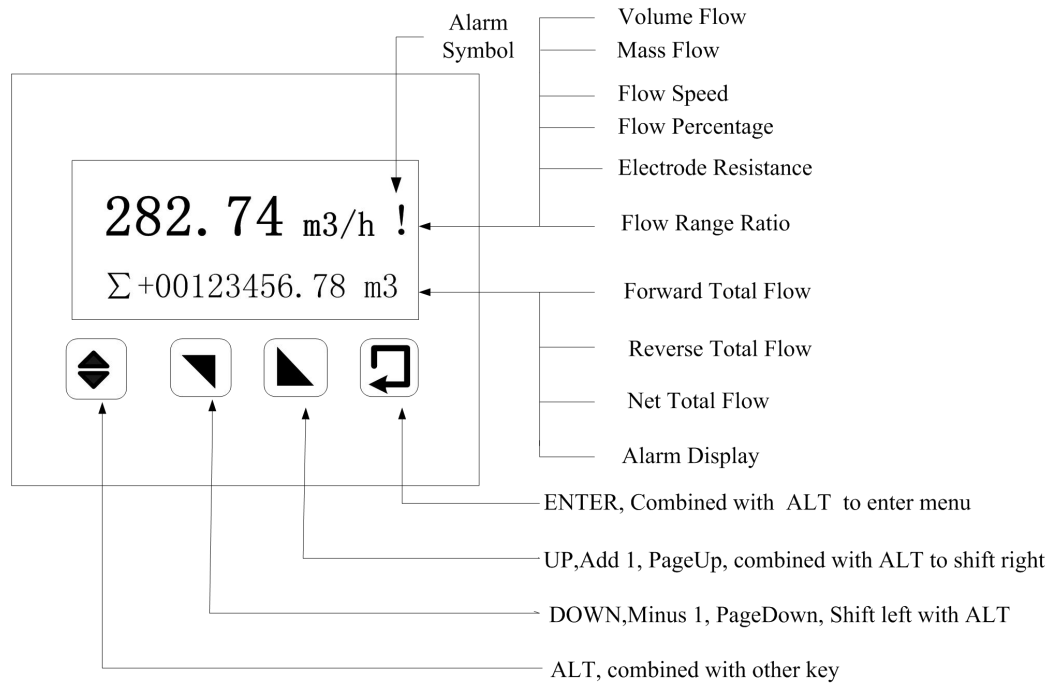 Alarm
Symbol
Volume Flow
Mass Flow
Flow Speed
Flow Percentage
Electrode Resistance
282.74 m3/h !
Flow Range Ratio
Σ+00123456.78 m3
Forward Total Flow
Reverse Total Flow
Net Total Flow
Alarm Display
ENTER, Combined with ALT to enter menu
UP,Add 1, PageUp, combined with ALT to shift right
DOWN,Minus 1, PageDown, Shift left with ALT
ALT, combined with other key